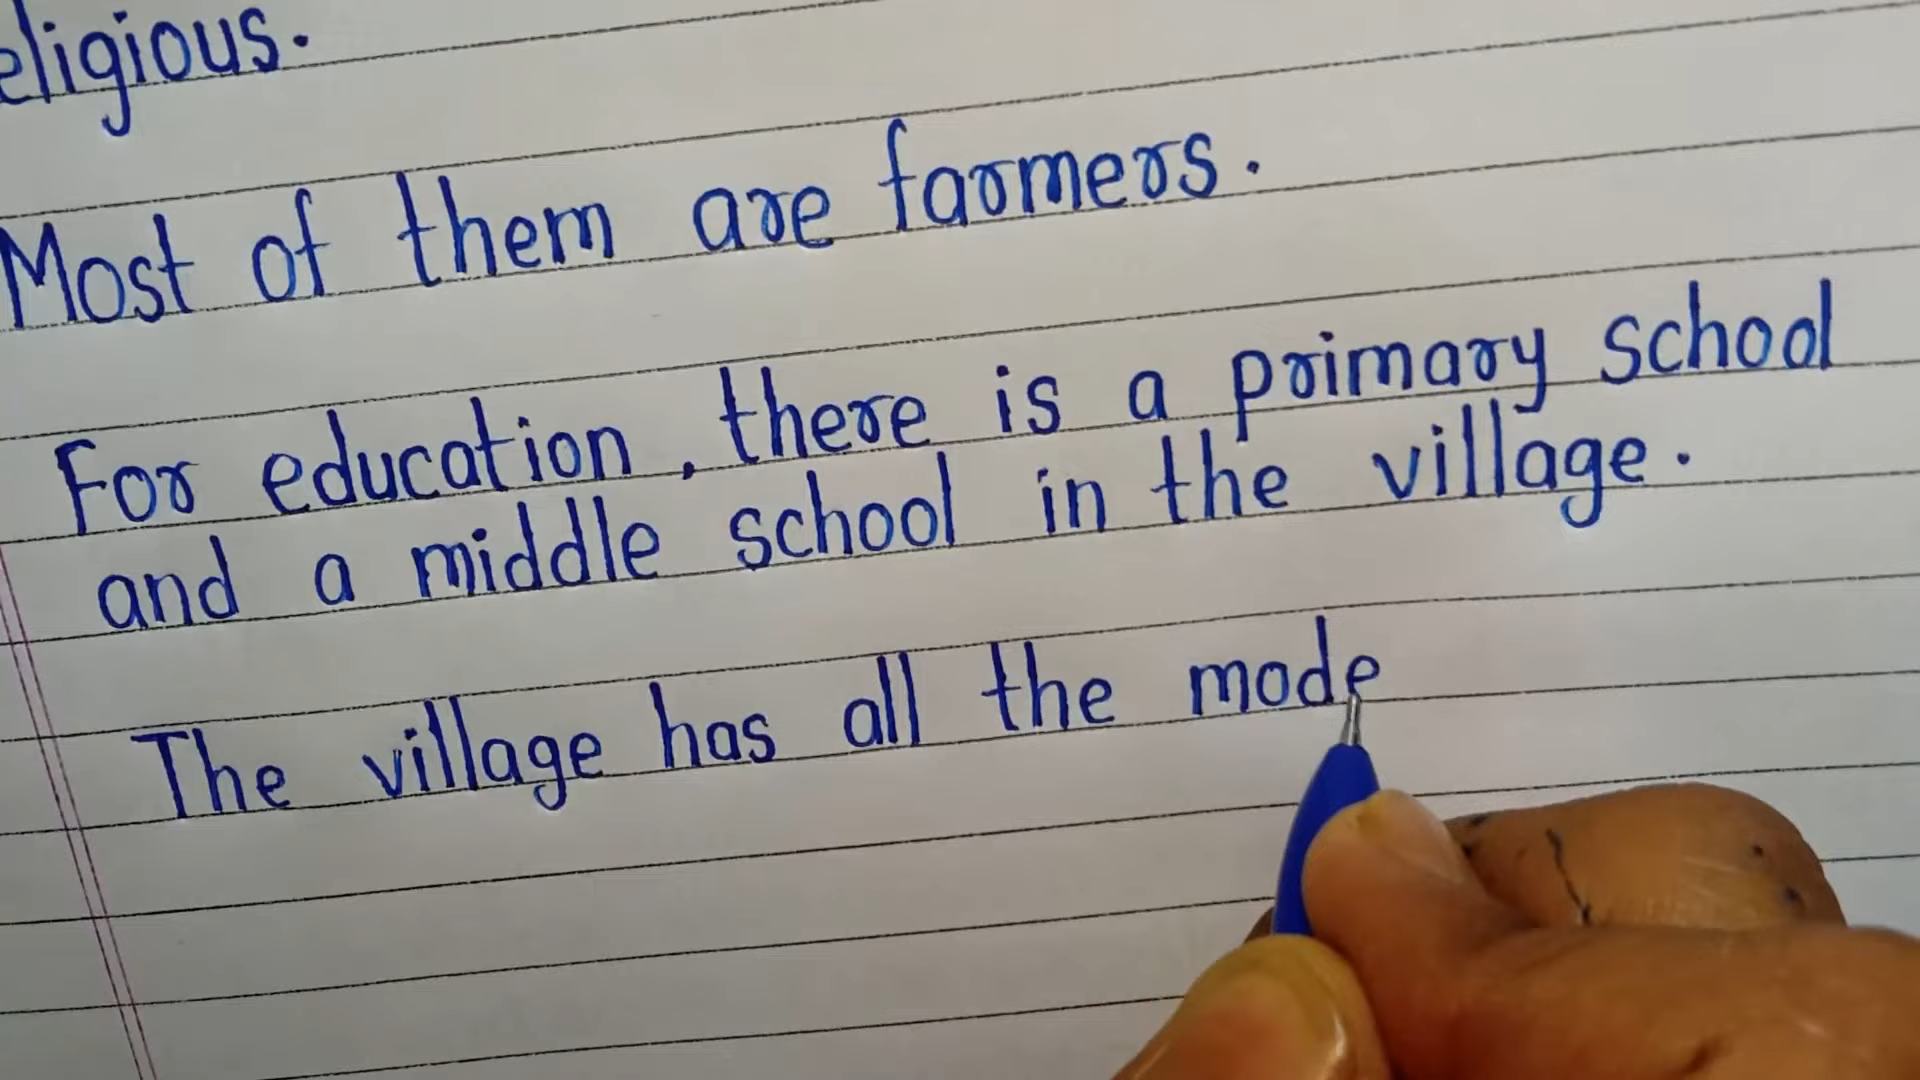 eligious.
Most of them are farmers.
For education, there is a primary school
and a middle school in the village.
The village has all the mode